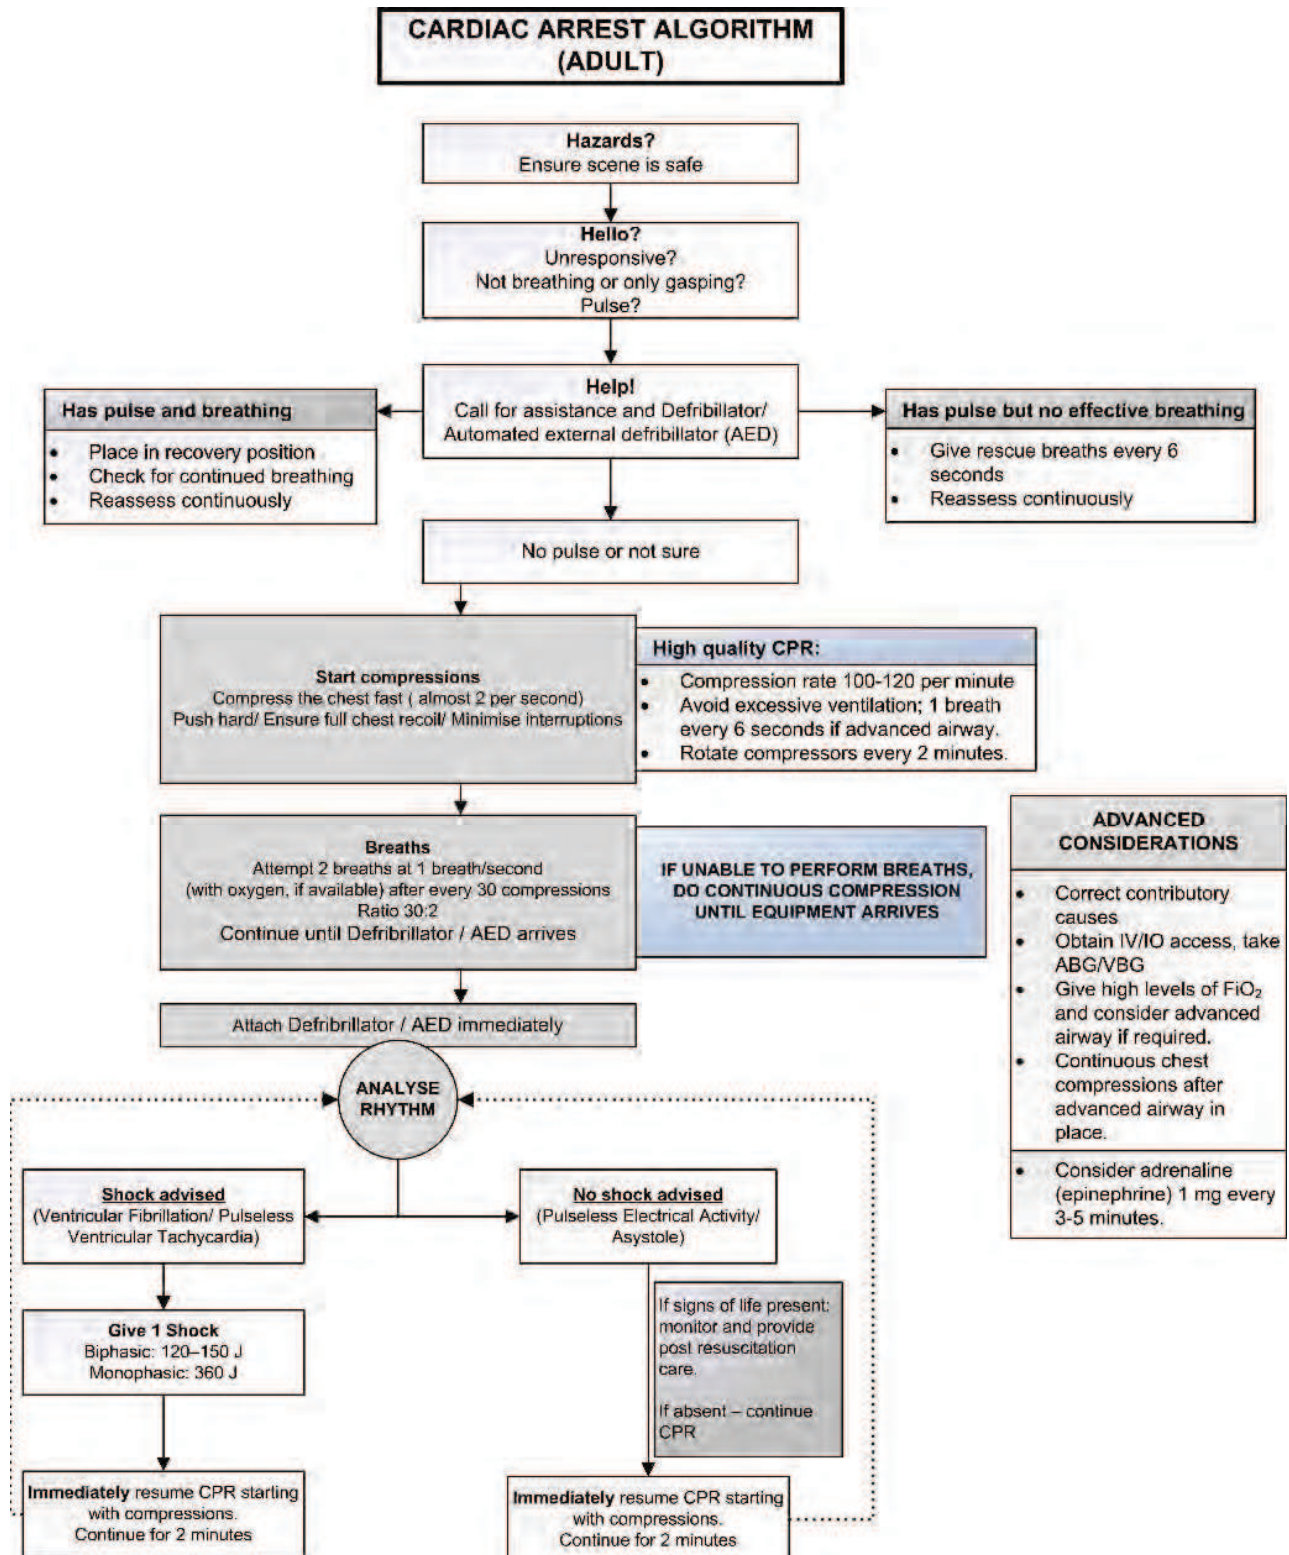 CARDIAC ARREST ALGORITHM
(ADULT)
Hazards?
Ensure scene is safe
Hello?
Unresponsive?
Not breathing or only gasping?
Pulse?
Help!
Call for assistance and Defribillator/
Automated external defribillator (AED)
Has pulse and breathing
• Place in recovery position
• Check for continued breathing
• Reassess continuously
Has pulse but no effective breathing
• Give rescue breaths every 6
seconds
• Reassess continuously
No pulse or not sure
Start compressions
Compress the chest fast ( almost 2 per second)
Push hard/ Ensure full chest recoil/ Minimise interruptions
High quality CPR:
• Compression rate 100-120 per minute
• Avoid excessive ventilation; 1 breath
every 6 seconds if advanced airway.
• Rotate compressors every 2 minutes.
Breaths
Attempt 2 breaths at 1 breath/second
(with oxygen, if available) after every 30 compressions
Ratio 30:2
Continue until Defribrillator / AED arrives
IF UNABLE TO PERFORM BREATHS,
DO CONTINUOUS COMPRESSION
UNTIL EQUIPMENT ARRIVES
ADVANCED
CONSIDERATIONS
• Correct contributory
causes
• Obtain IV/IO access, take
ABG/VBG
• Give high levels of FiO₂
and consider advanced
airway if required.
• Continuous chest
compressions after
advanced airway in
place.
• Consider adrenaline
(epinephrine) 1 mg every
3-5 minutes.
Attach Defribrillator / AED immediately
ANALYSE
RHYTHM
Shock advised
(Ventricular Fibrillation/ Pulseless
Ventricular Tachycardia)
No shock advised
(Pulseless Electrical Activity/
Asystole)
Give 1 Shock
Biphasic: 120–150 J
Monophasic: 360 J
If signs of life present:
monitor and provide
post resuscitation
care.
If absent – continue
CPR
Immediately resume CPR starting
with compressions.
Continue for 2 minutes
Immediately resume CPR starting
with compressions.
Continue for 2 minutes